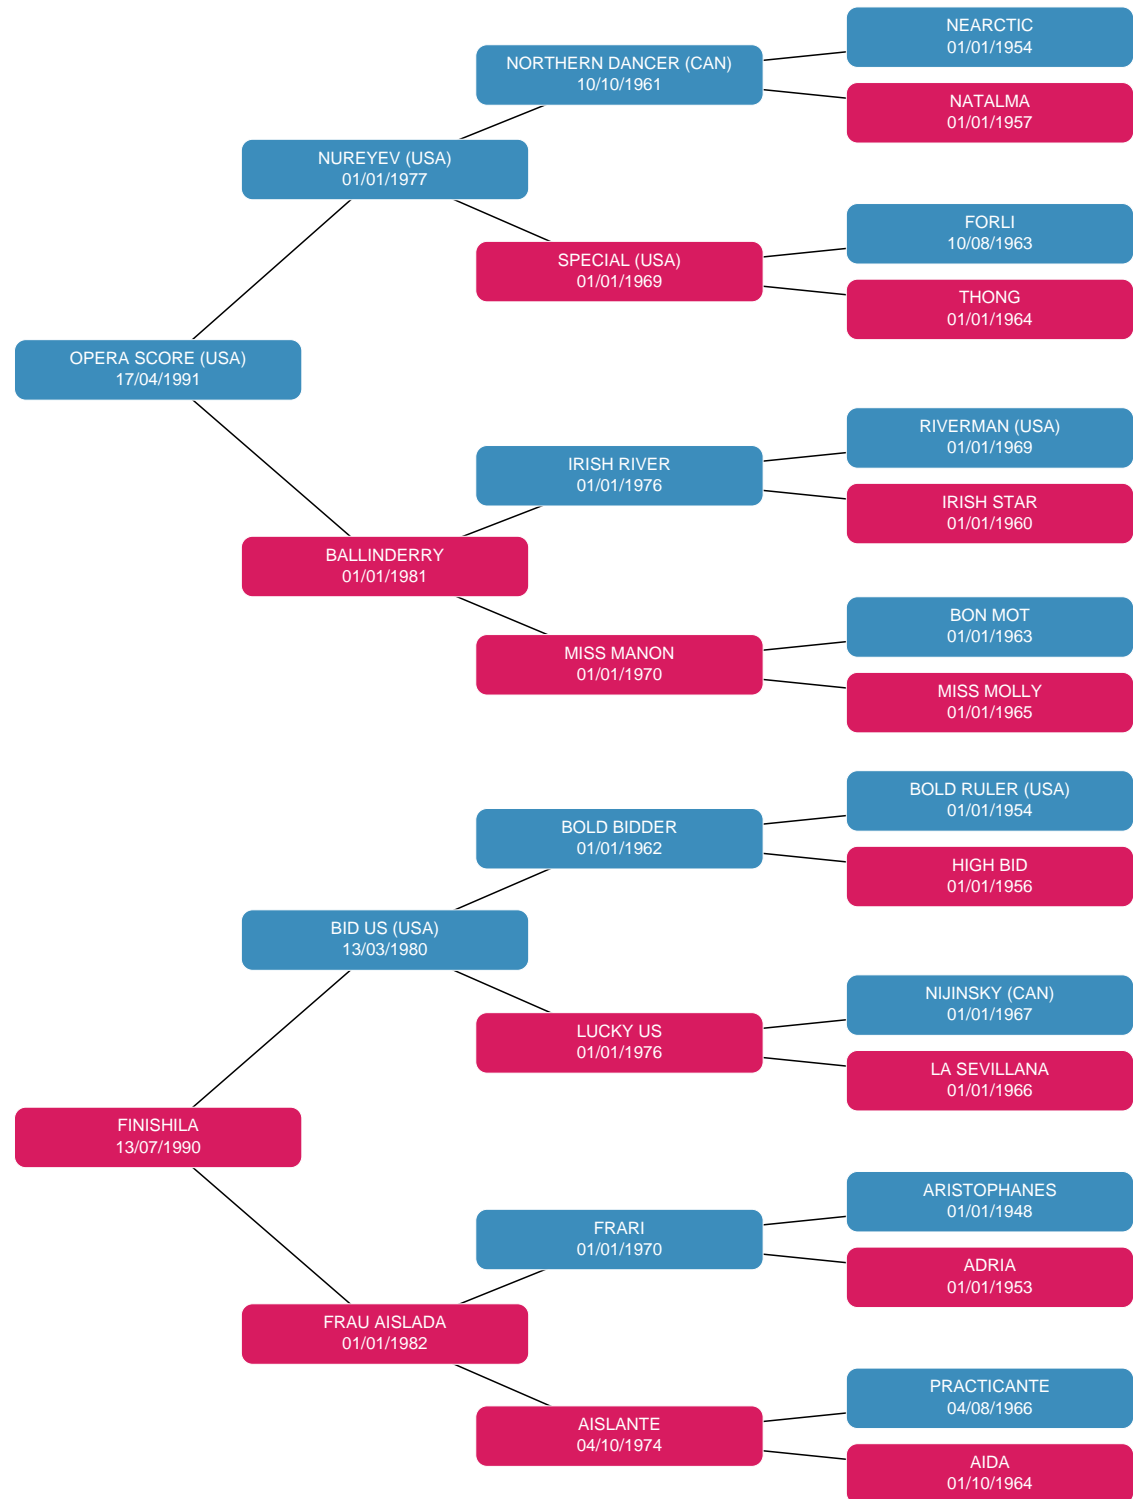 NEARCTIC
01/01/1954
NORTHERN DANCER (CAN)
10/10/1961
NATALMA
01/01/1957
NUREYEV (USA)
01/01/1977
FORLI
10/08/1963
SPECIAL (USA)
01/01/1969
THONG
01/01/1964
OPERA SCORE (USA)
17/04/1991
RIVERMAN (USA)
01/01/1969
IRISH RIVER
01/01/1976
IRISH STAR
01/01/1960
BALLINDERRY
01/01/1981
BON MOT
01/01/1963
MISS MANON
01/01/1970
MISS MOLLY
01/01/1965
BOLD RULER (USA)
01/01/1954
BOLD BIDDER
01/01/1962
HIGH BID
01/01/1956
BID US (USA)
13/03/1980
NIJINSKY (CAN)
01/01/1967
LUCKY US
01/01/1976
LA SEVILLANA
01/01/1966
FINISHILA
13/07/1990
ARISTOPHANES
01/01/1948
FRARI
01/01/1970
ADRIA
01/01/1953
FRAU AISLADA
01/01/1982
PRACTICANTE
04/08/1966
AISLANTE
04/10/1974
AIDA
01/10/1964